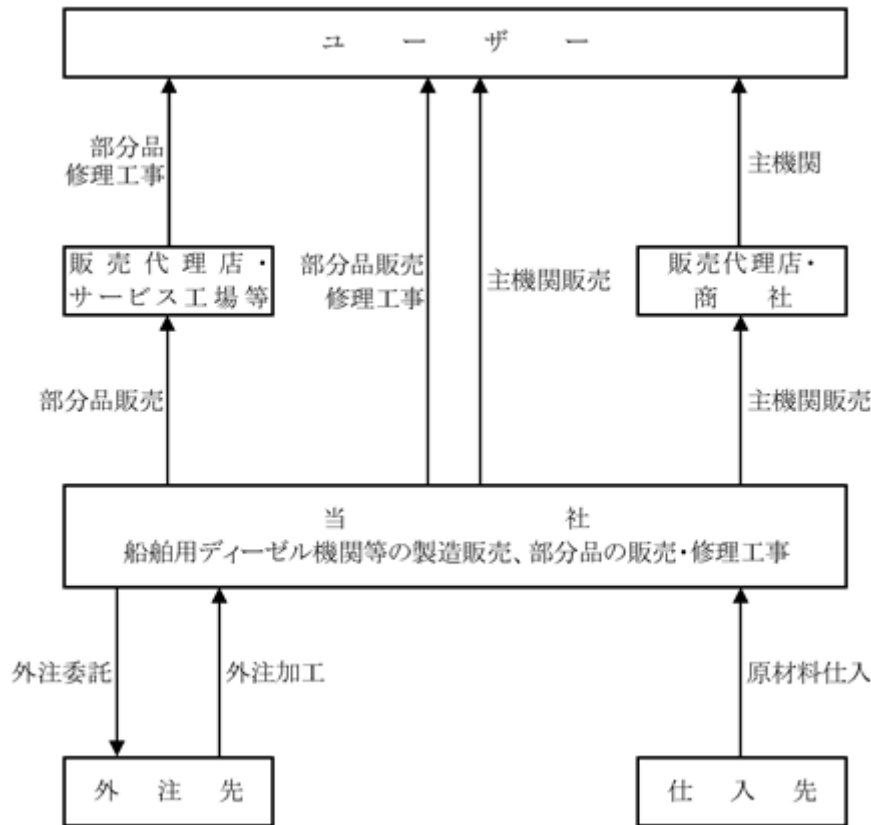 ユーザー
部分品
修理工事
主機関
販売代理店・
サービス工場等
部分品販売
修理工事
主機関販売
販売代理店・
商社
部分品販売
主機関販売
当社
船舶用ディーゼル機関等の製造販売、部分品の販売・修理工事
外注委託
外注加工
原材料仕入
外注先
仕入先